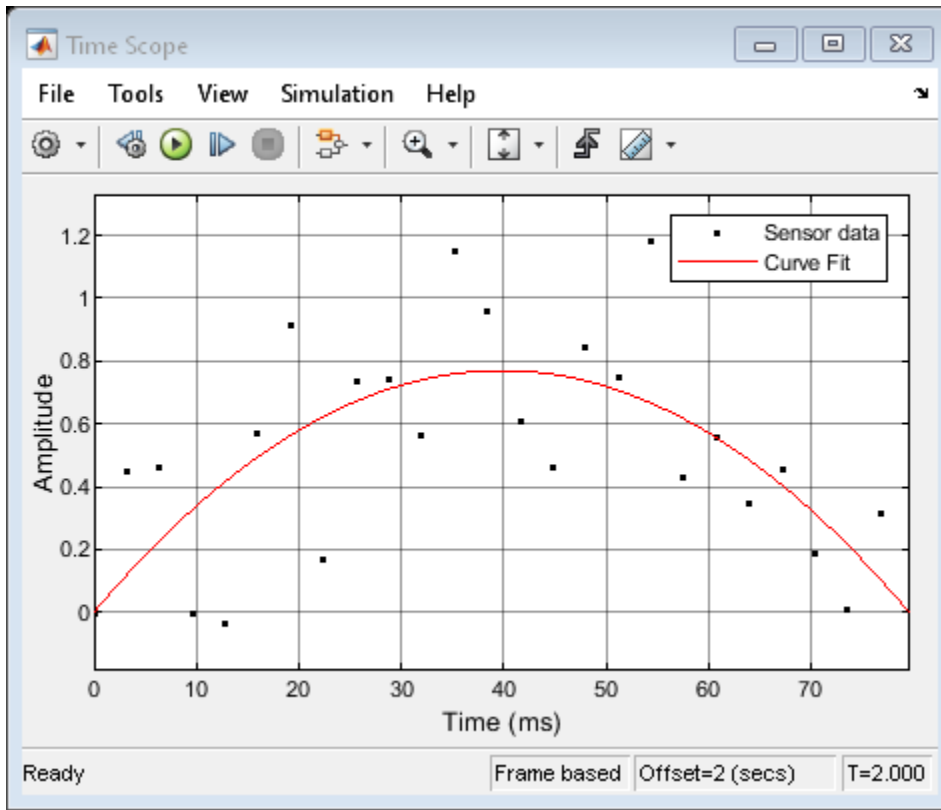 Time Scope
File Tools View Simulation Help
Sensor data
Curve Fit
1.2
1
0.8
0.6
0.4
0.2
0
Amplitude
0 10 20 30 40 50 60 70
Time (ms)
Ready Frame based Offset=2 (secs) T=2.000